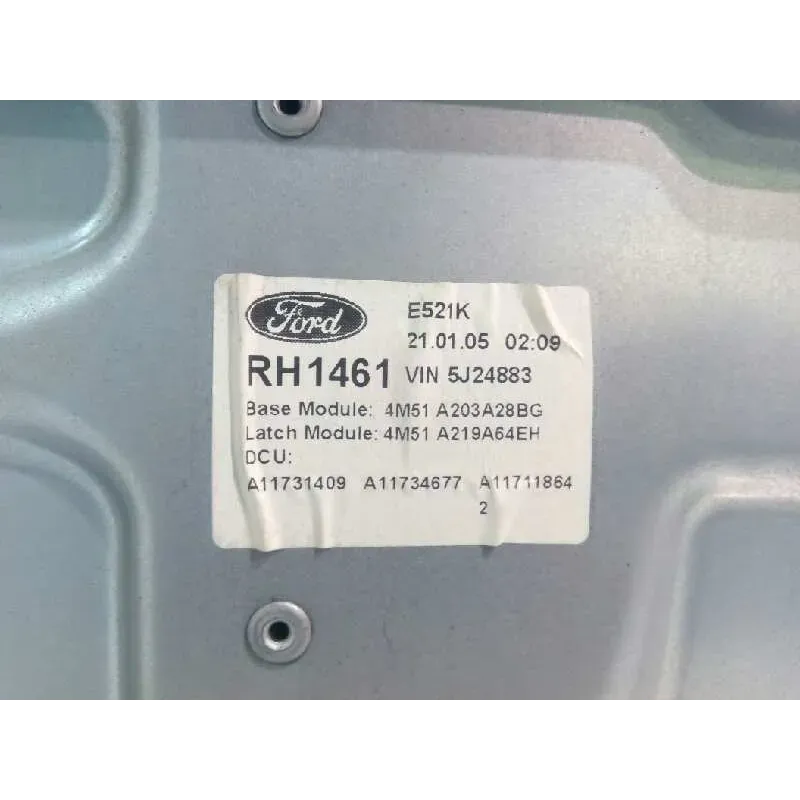 Ford E521K
21.01.05 02:09
RH1461 VIN 5J24883
Base Module: 4M51 A203A28BG
Latch Module: 4M51 A219A64EH
DCU:
A11731409 A11734677 A11711864
2